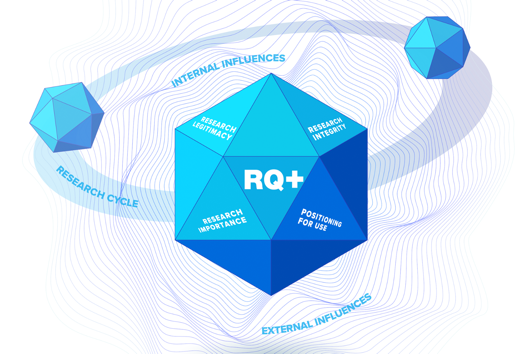 INTERNAL INFLUENCES
RESEARCH
LEGITIMACY
RESEARCH
INTEGRITY
RQ+
RESEARCH CYCLE
RESEARCH
IMPORTANCE
POSITIONING
FOR USE
EXTERNAL INFLUENCES